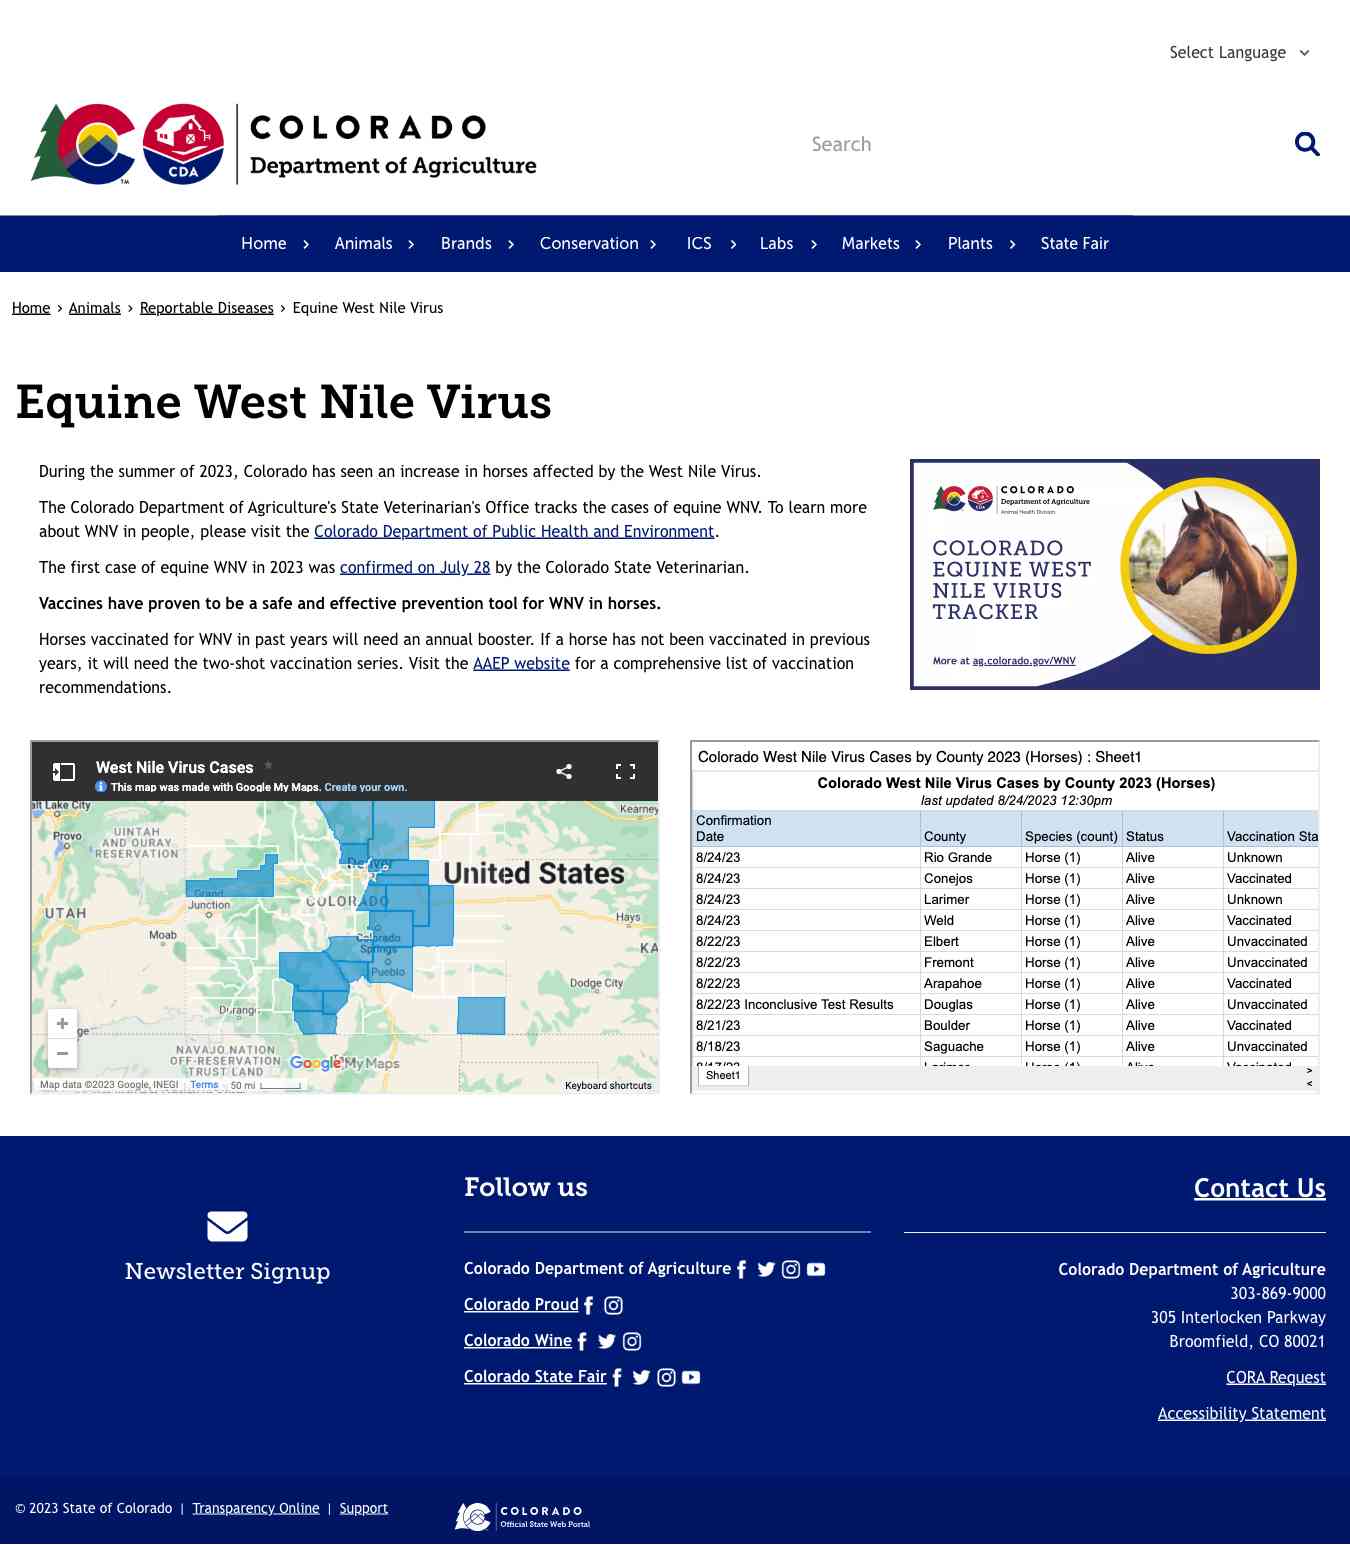 Select Language
COLORADO
Department of Agriculture
CDA
TM
Search
Home
Animals
Brands
Conservation
ICS
Labs
Markets
Plants
State Fair
Home › Animals › Reportable Diseases › Equine West Nile Virus
Equine West Nile Virus
During the summer of 2023, Colorado has seen an increase in horses affected by the West Nile Virus.
The Colorado Department of Agriculture's State Veterinarian's Office tracks the cases of equine WNV. To learn more
about WNV in people, please visit the Colorado Department of Public Health and Environment.
The first case of equine WNV in 2023 was confirmed on July 28 by the Colorado State Veterinarian.
Vaccines have proven to be a safe and effective prevention tool for WNV in horses.
Horses vaccinated for WNV in past years will need an annual booster. If a horse has not been vaccinated in previous
years, it will need the two-shot vaccination series. Visit the AAEP website for a comprehensive list of vaccination
recommendations.
COLORADO
Department of Agriculture
Animal Health Division
CDA
COLORADO
EQUINE WEST
NILE VIRUS
TRACKER
More at ag.colorado.gov/WNV
West Nile Virus Cases
This map was made with Google My Maps. Create your own.
alt Lake City
Kearney
Provo
UINTAH
AND OURAY
RESERVATION
Denver
United States
Grand
Junction
COLORADO
UTAH
Hays
Moab
Colorado
Springs
KA
Pueblo
Dodge City
Durango
ge
NAVAJO NATION
OFF-RESERVATION
TRUST LAND
Google My Maps
Map data ©2023 Google, INEGI Terms 50 mi
Keyboard shortcuts
Colorado West Nile Virus Cases by County 2023 (Horses) : Sheet1
Colorado West Nile Virus Cases by County 2023 (Horses)
last updated 8/24/2023 12:30pm
Confirmation
Date County Species (count) Status Vaccination Sta
8/24/23 Rio Grande Horse (1) Alive Unknown
8/24/23 Conejos Horse (1) Alive Vaccinated
8/24/23 Larimer Horse (1) Alive Unknown
8/24/23 Weld Horse (1) Alive Vaccinated
8/22/23 Elbert Horse (1) Alive Unvaccinated
8/22/23 Fremont Horse (1) Alive Unvaccinated
8/22/23 Arapahoe Horse (1) Alive Vaccinated
8/22/23 Inconclusive Test Results Douglas Horse (1) Alive Unvaccinated
8/21/23 Boulder Horse (1) Alive Vaccinated
8/18/23 Saguache Horse (1) Alive Unvaccinated
Sheet1
>
<
Newsletter Signup
Follow us
Colorado Department of Agriculture
Colorado Proud
Colorado Wine
Colorado State Fair
Contact Us
Colorado Department of Agriculture
303-869-9000
305 Interlocken Parkway
Broomfield, CO 80021
CORA Request
Accessibility Statement
© 2023 State of Colorado | Transparency Online | Support
COLORADO
Official State Web Portal